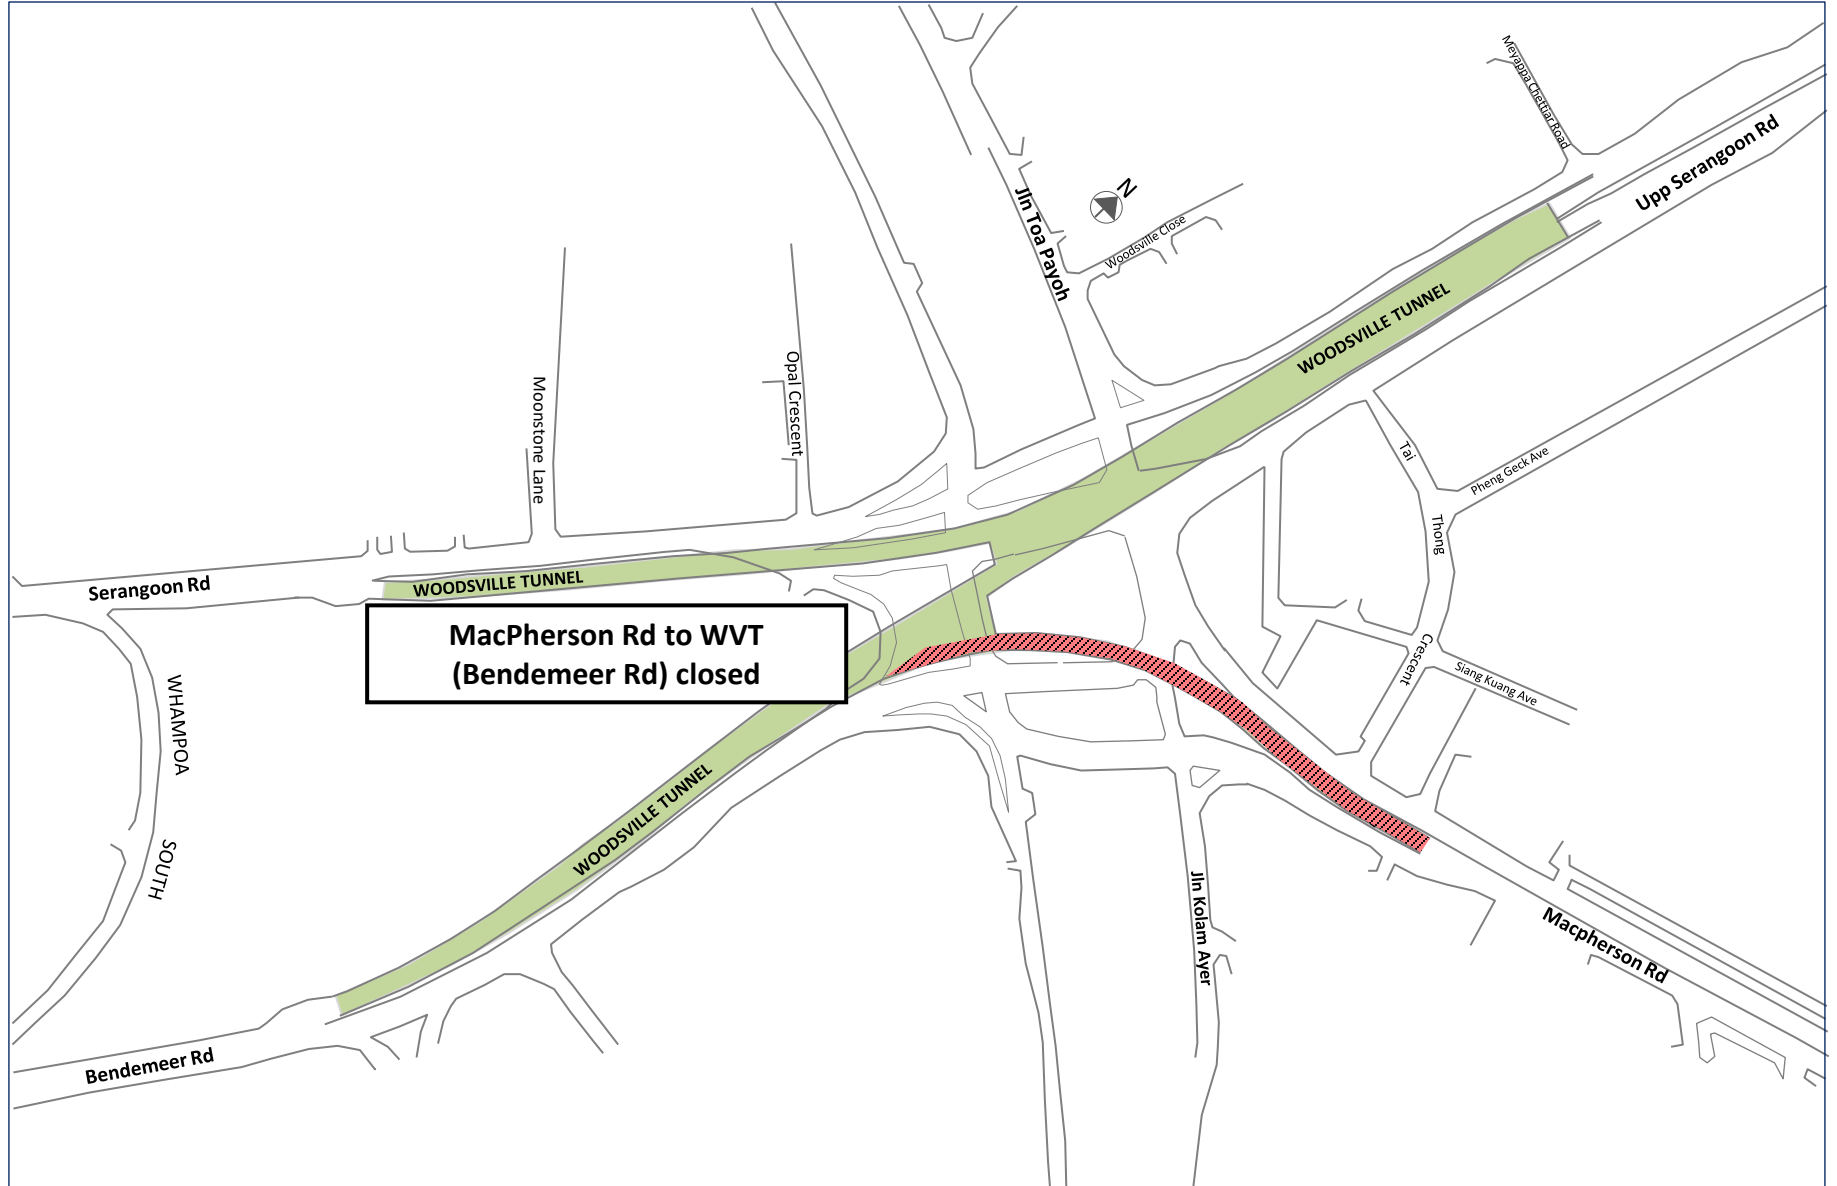 Meyappa Chettiar Road
Upp Serangoon Rd
N
Jln Toa Payoh
Woodsville Close
WOODSVILLE TUNNEL
Opal Crescent
Moonstone Lane
Tai
Thong
Crescent
Pheng Geck Ave
Serangoon Rd
WOODSVILLE TUNNEL
MacPherson Rd to WVT
(Bendemeer Rd) closed
Siang Kuang Ave
WHAMPOA
SOUTH
WOODSVILLE TUNNEL
Jln Kolam Ayer
Macpherson Rd
Bendemeer Rd